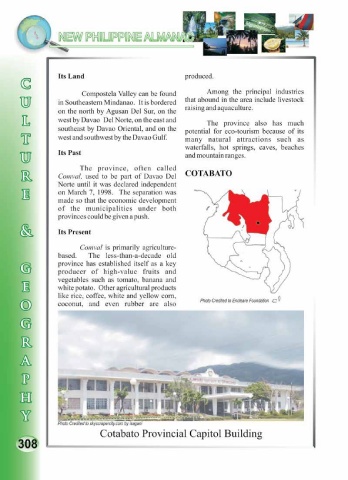 NEW PHILIPPINE ALMANAC
CULTURE & GEOGRAPHY
Its Land
Compostela Valley can be found
in Southeastern Mindanao. It is bordered
on the north by Agusan Del Sur, on the
west by Davao Del Norte, on the east and
southeast by Davao Oriental, and on the
west and southwest by the Davao Gulf.
Its Past
The province, often called
Comval, used to be part of Davao Del
Norte until it was declared independent
on March 7, 1998. The separation was
made so that the economic development
of the municipalities under both
provinces could be given a push.
Its Present
Comval is primarily agriculture-
based. The less-than-a-decade old
province has established itself as a key
producer of high-value fruits and
vegetables such as tomato, banana and
white potato. Other agricultural products
like rice, coffee, white and yellow corn,
coconut, and even rubber are also
produced.
Among the principal industries
that abound in the area include livestock
raising and aquaculture.
The province also has much
potential for eco-tourism because of its
many natural attractions such as
waterfalls, hot springs, caves, beaches
and mountain ranges.
COTABATO
Photo Credited to Enshare Foundation
Photo Credited to skyscrapercity.com by
Cotabato Provincial Capitol Building
308